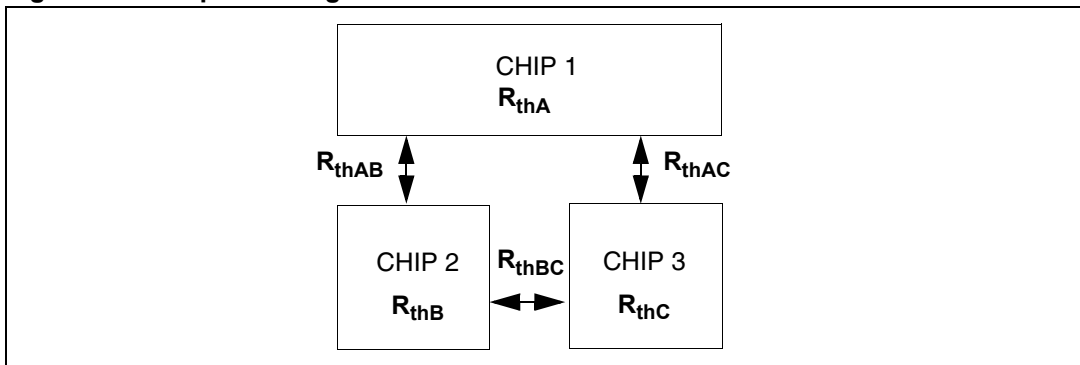 CHIP 1
RthA
RthAB
RthAC
CHIP 2
RthBC
CHIP 3
RthB
RthC